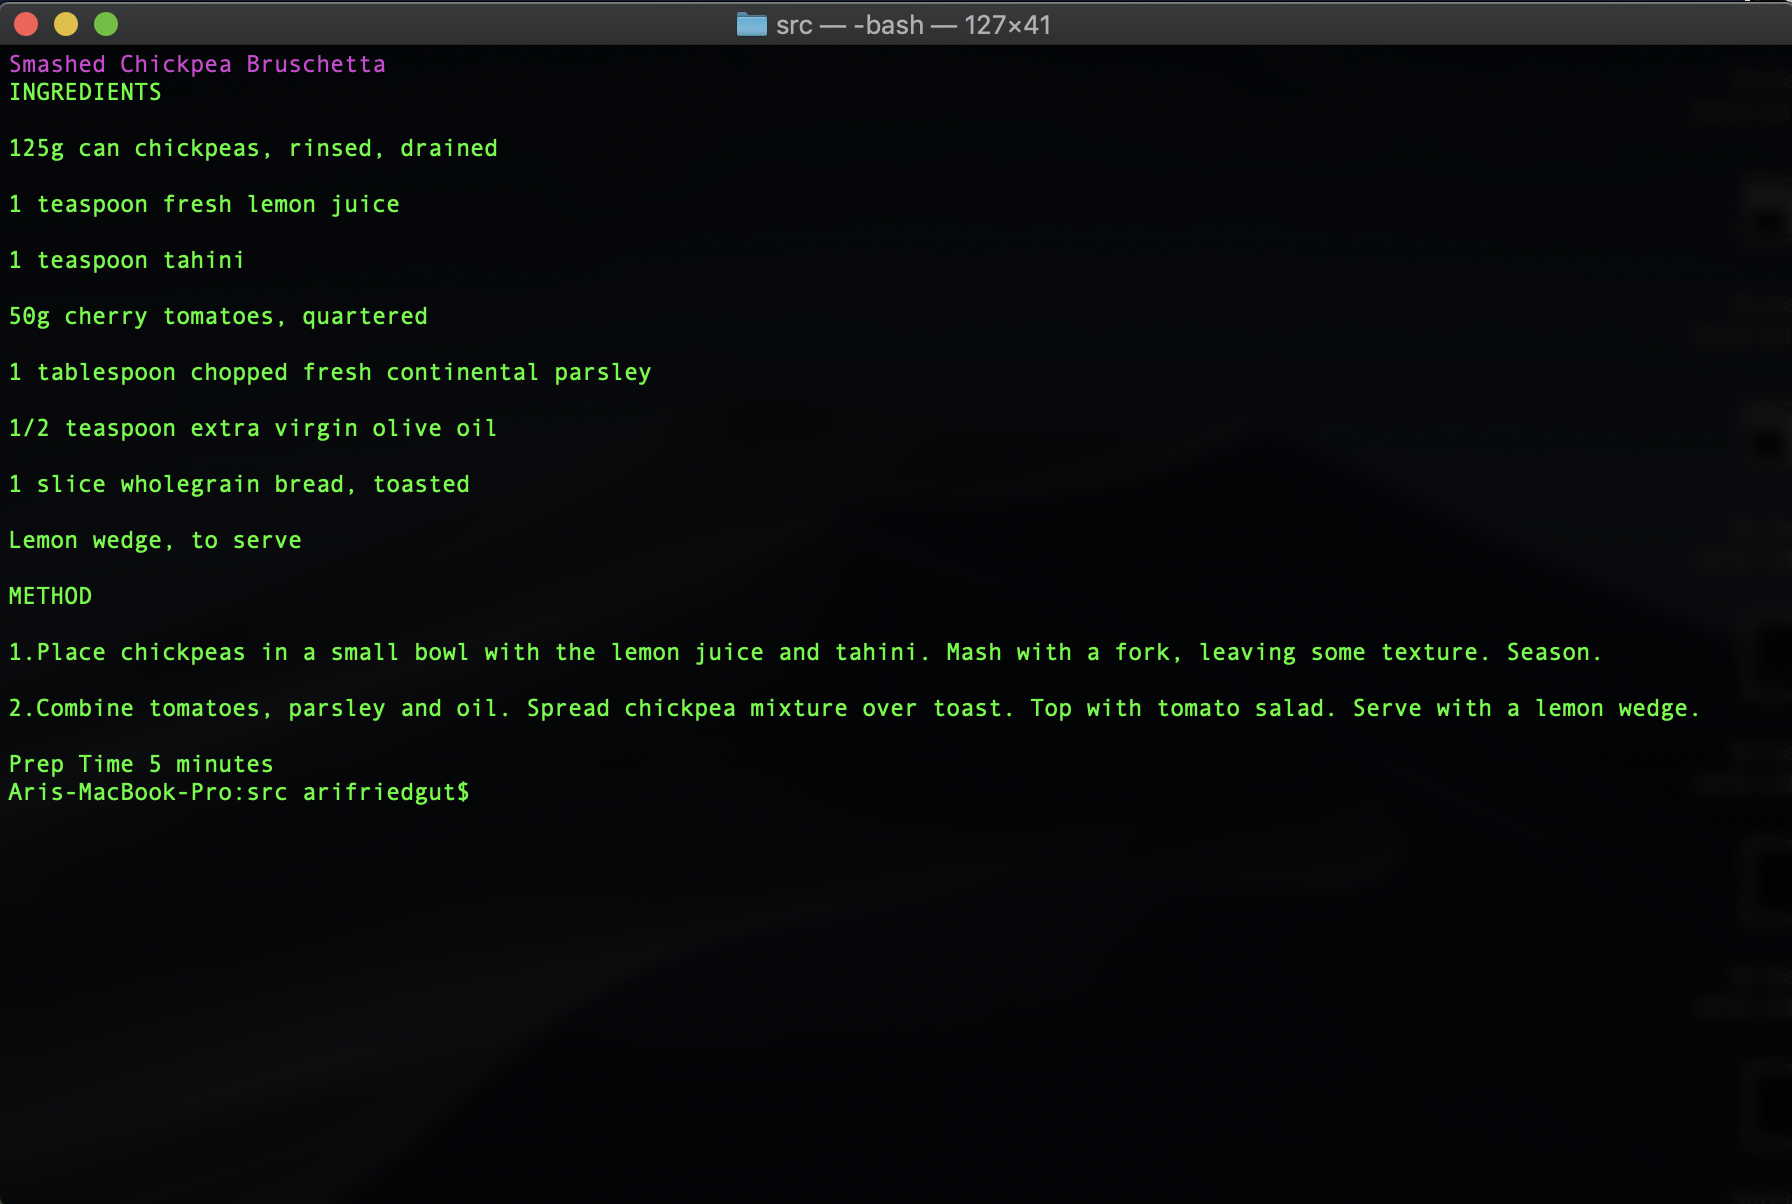 src — -bash — 127×41
Smashed Chickpea Bruschetta
INGREDIENTS
125g can chickpeas, rinsed, drained
1 teaspoon fresh lemon juice
1 teaspoon tahini
50g cherry tomatoes, quartered
1 tablespoon chopped fresh continental parsley
1/2 teaspoon extra virgin olive oil
1 slice wholegrain bread, toasted
Lemon wedge, to serve
METHOD
1.Place chickpeas in a small bowl with the lemon juice and tahini. Mash with a fork, leaving some texture. Season.
2.Combine tomatoes, parsley and oil. Spread chickpea mixture over toast. Top with tomato salad. Serve with a lemon wedge.
Prep Time 5 minutes
Aris-MacBook-Pro:src arifriedgut$